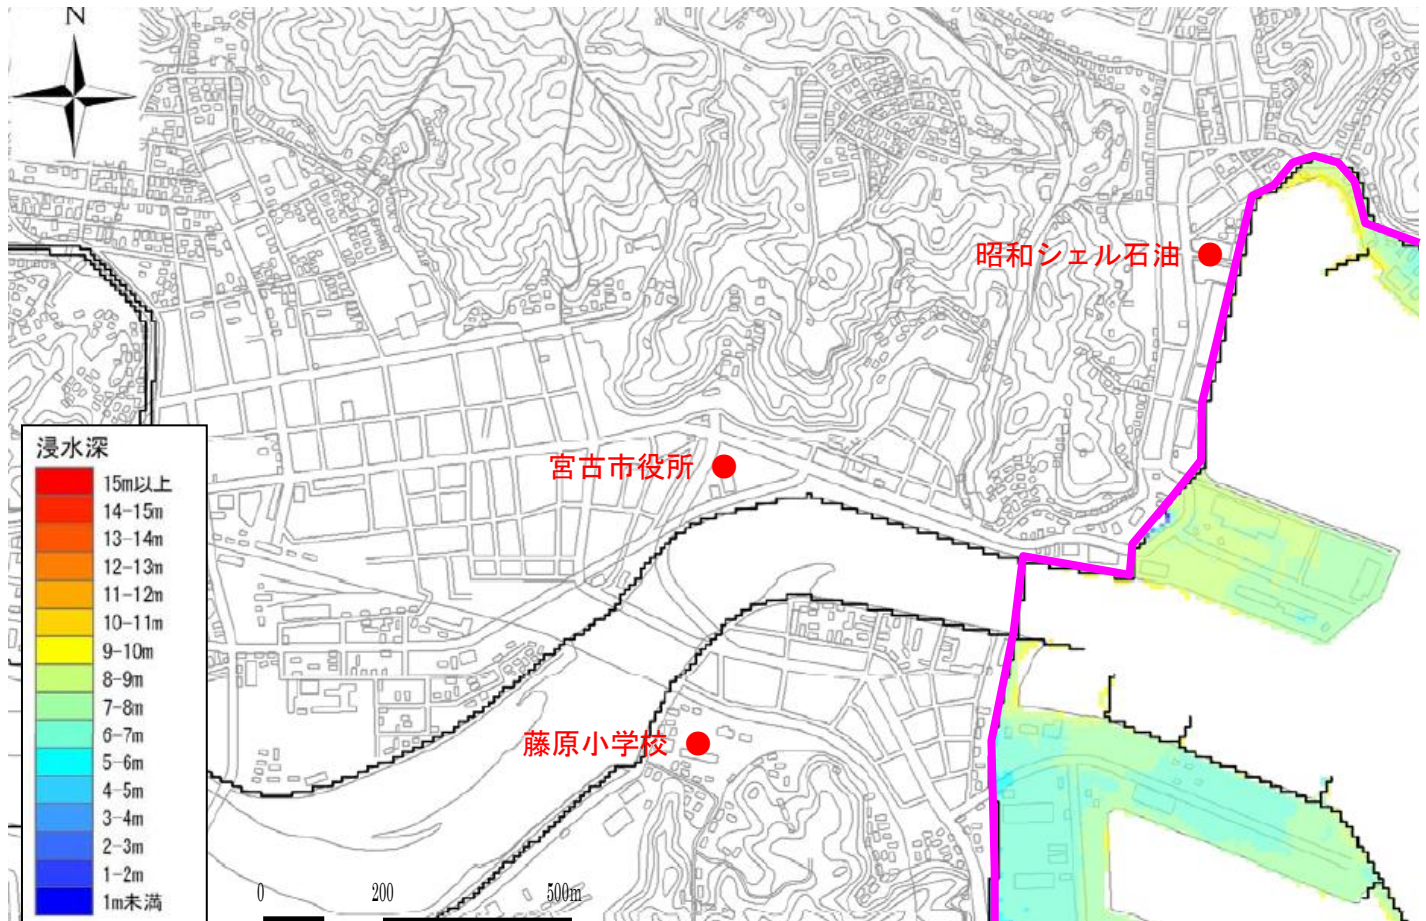 N
昭和シェル石油
宮古市役所
藤原小学校
浸水深
15m以上
14-15m
13-14m
12-13m
11-12m
10-11m
9-10m
8-9m
7-8m
6-7m
5-6m
4-5m
3-4m
2-3m
1-2m
1m未満
0 200 500m